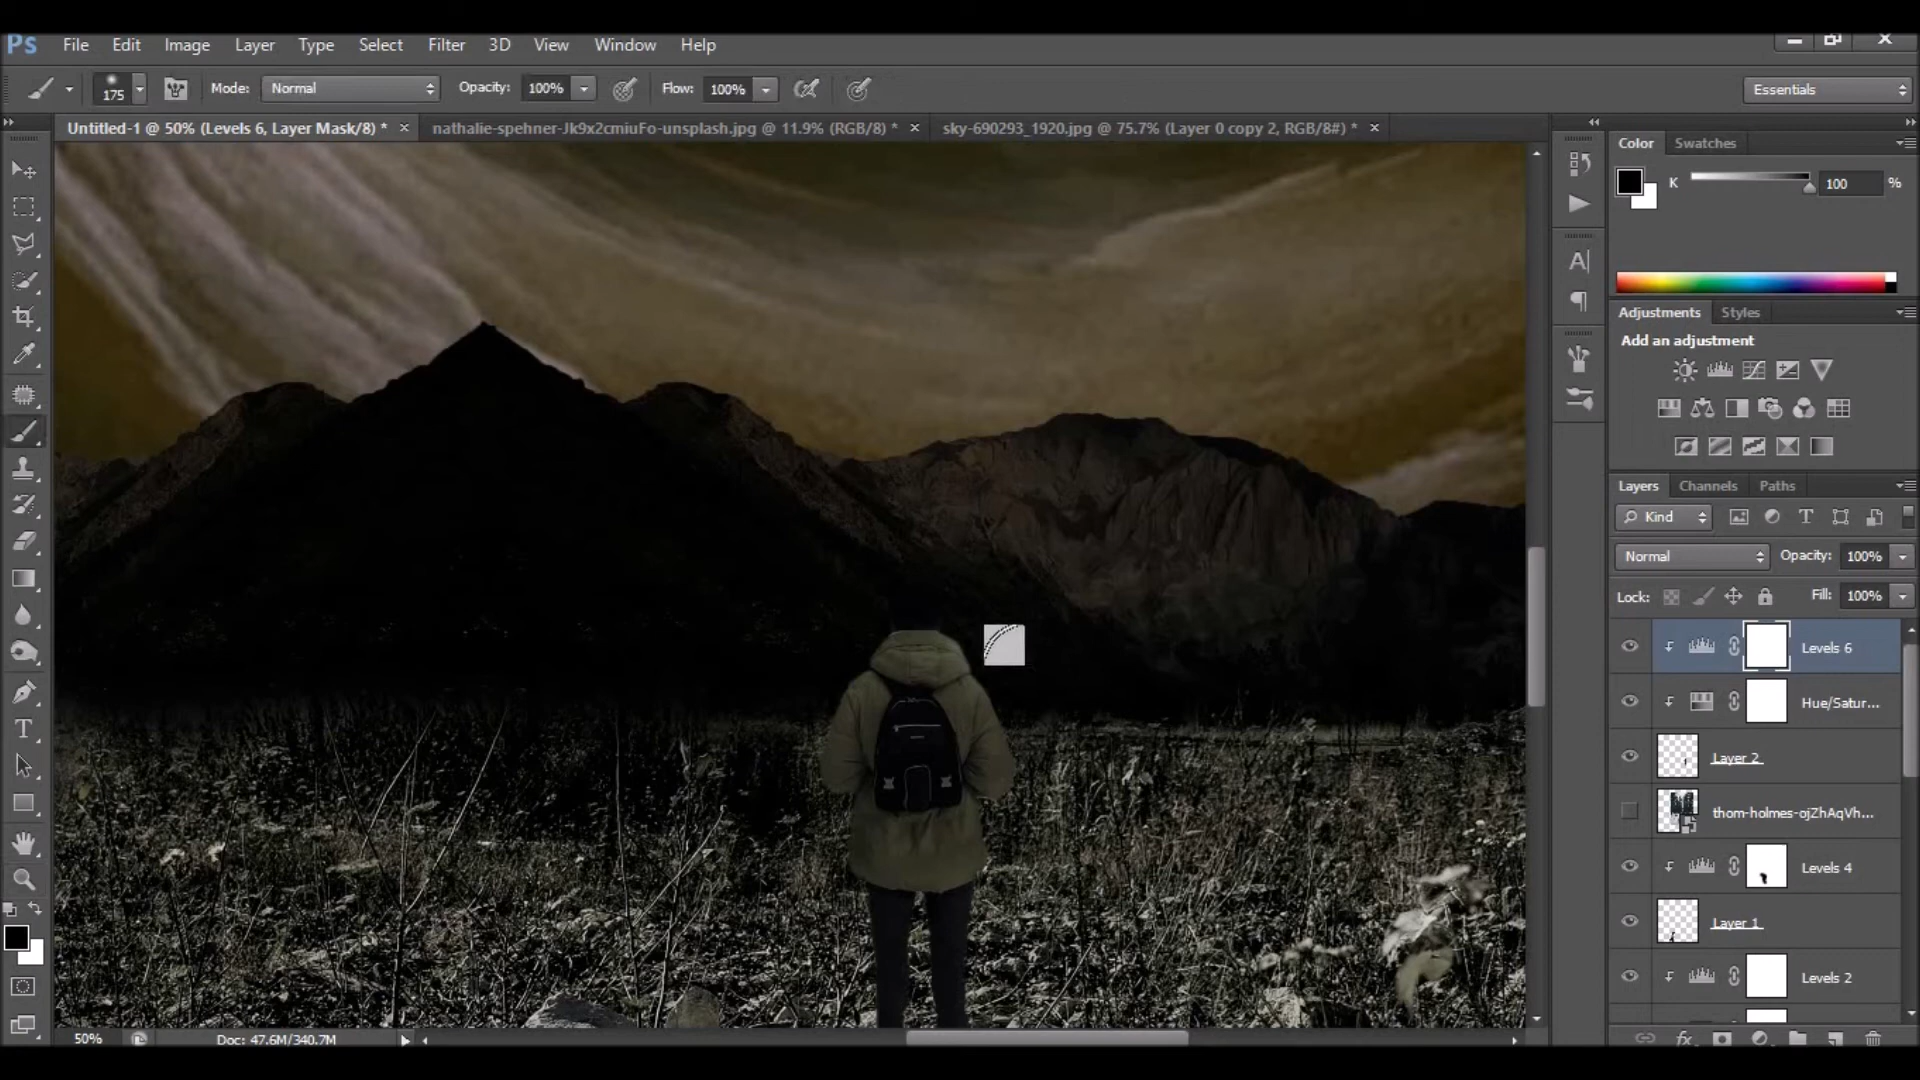 Ps File Edit Image Layer Type Select Filter 3D View Window Help
175 Mode: Normal Opacity: 100% Flow: 100% Essentials
Untitled-1 @ 50% (Levels 6, Layer Mask/8) * nathalie-spehner-Jk9x2cmiuFo-unsplash.jpg @ 11.9% (RGB/8) * sky-690293_1920.jpg @ 75.7% (Layer 0 copy 2, RGB/8#) *
Color Swatches
K 100 %
Adjustments Styles
Add an adjustment
Layers Channels Paths
Kind
Normal Opacity: 100%
Lock: Fill: 100%
Levels 6
Hue/Satur...
Layer 2
thom-holmes-ojZhAqVh...
Levels 4
Layer 1
Levels 2
50% Doc: 47.6M/340.7M